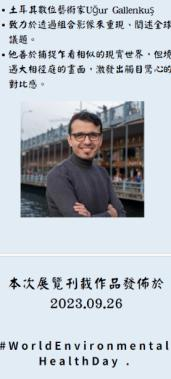 • 土耳其數位藝術家Uğur Gallenkuş
• 致力於透過組合影像來重現、闡述全球
議題。
• 他善於捕捉乍看相似的現實世界，但境
遇大相徑庭的畫面，激發出觸目驚心的
對比感。
本次展覽刊載作品發佈於
2023.09.26
#WorldEnvironmental
HealthDay .